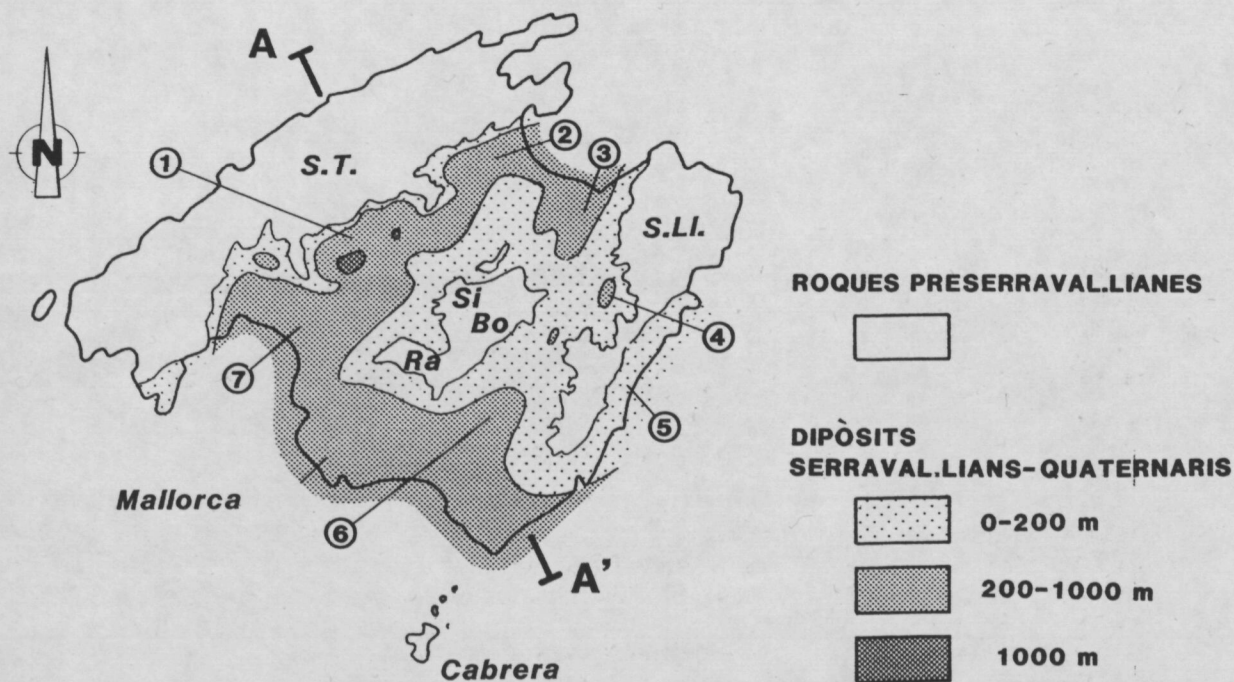 A
N
①
②
③
S.T.
S.Ll.
Si
Bo
Ra
④
⑤
⑦
⑥
Mallorca
A'
Cabrera
ROQUES PRESERRAVAL.LIANES
DIPÒSITS
SERRAVAL.LIANS-QUATERNARIS
0-200 m
200-1000 m
1000 m